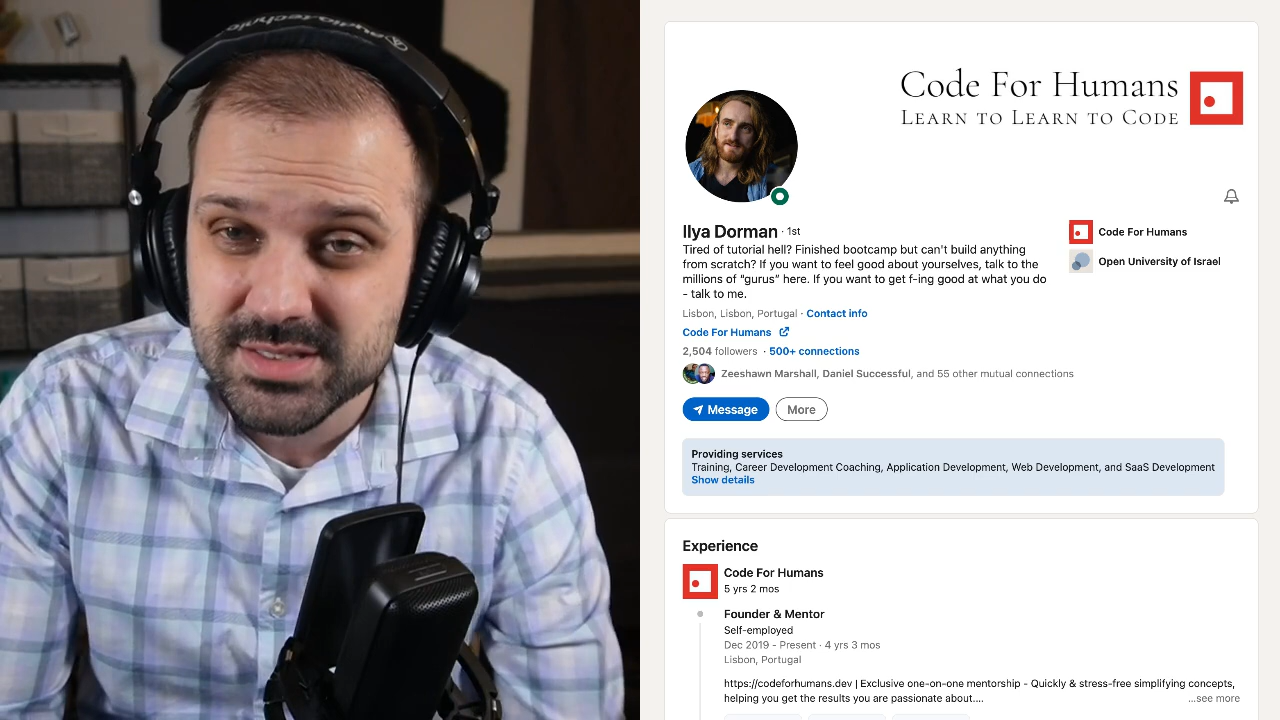 audio-technica
Code For Humans
Learn to Learn to Code
Ilya Dorman · 1st
Tired of tutorial hell? Finished bootcamp but can't build anything
from scratch? If you want to feel good about yourselves, talk to the
millions of "gurus" here. If you want to get f-ing good at what you do
- talk to me.
Code For Humans
Open University of Israel
Lisbon, Lisbon, Portugal · Contact info
Code For Humans
2,504 followers · 500+ connections
Zeeshawn Marshall, Daniel Successful, and 55 other mutual connections
Message More
Providing services
Training, Career Development Coaching, Application Development, Web Development, and SaaS Development
Show details
Experience
Code For Humans
5 yrs 2 mos
Founder & Mentor
Self-employed
Dec 2019 - Present · 4 yrs 3 mos
Lisbon, Portugal
https://codeforhumans.dev | Exclusive one-on-one mentorship - Quickly & stress-free simplifying concepts,
helping you get the results you are passionate about.... ...see more